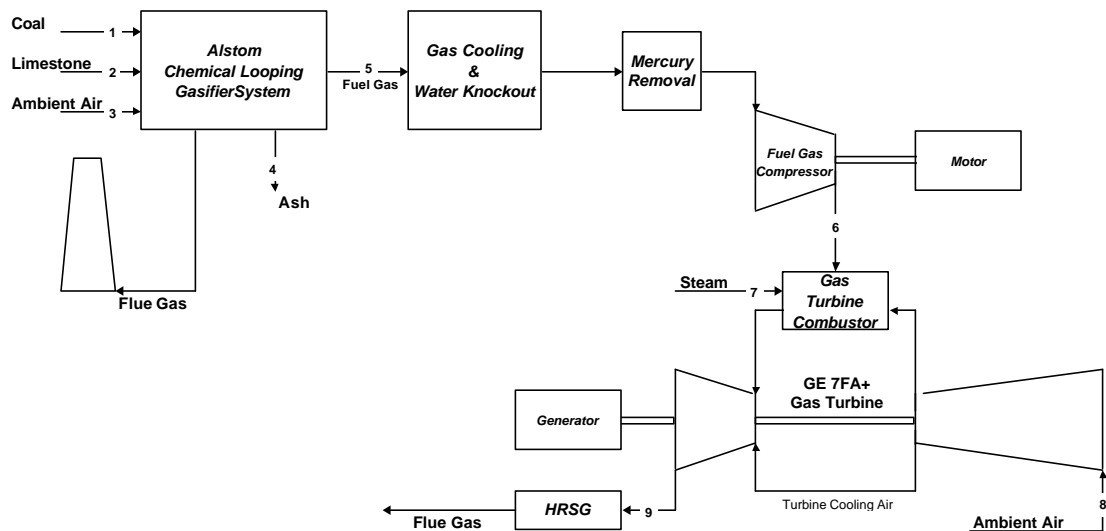 Coal
1
Limestone
2
Ambient Air
3
Alstom
Chemical Looping
GasifierSystem
5
Fuel Gas
Gas Cooling
&
Water Knockout
Mercury
Removal
Fuel Gas
Compressor
Motor
4
Ash
Flue Gas
6
Steam
7
Gas
Turbine
Combustor
GE 7FA+
Gas Turbine
Generator
HRSG
9
Flue Gas
Turbine Cooling Air
8
Ambient Air